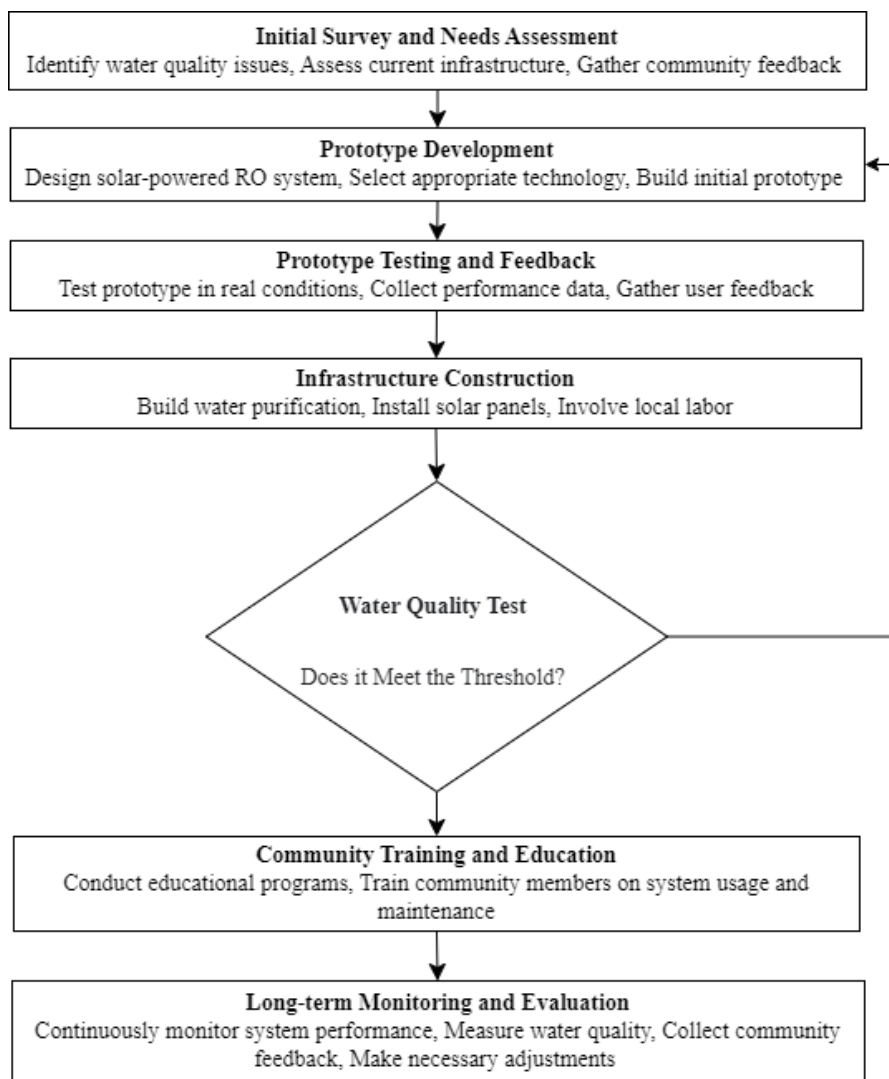 Initial Survey and Needs Assessment
Identify water quality issues, Assess current infrastructure, Gather community feedback
Prototype Development
Design solar-powered RO system, Select appropriate technology, Build initial prototype
Prototype Testing and Feedback
Test prototype in real conditions, Collect performance data, Gather user feedback
Infrastructure Construction
Build water purification, Install solar panels, Involve local labor
Water Quality Test
Does it Meet the Threshold?
Community Training and Education
Conduct educational programs, Train community members on system usage and
maintenance
Long-term Monitoring and Evaluation
Continuously monitor system performance, Measure water quality, Collect community
feedback, Make necessary adjustments